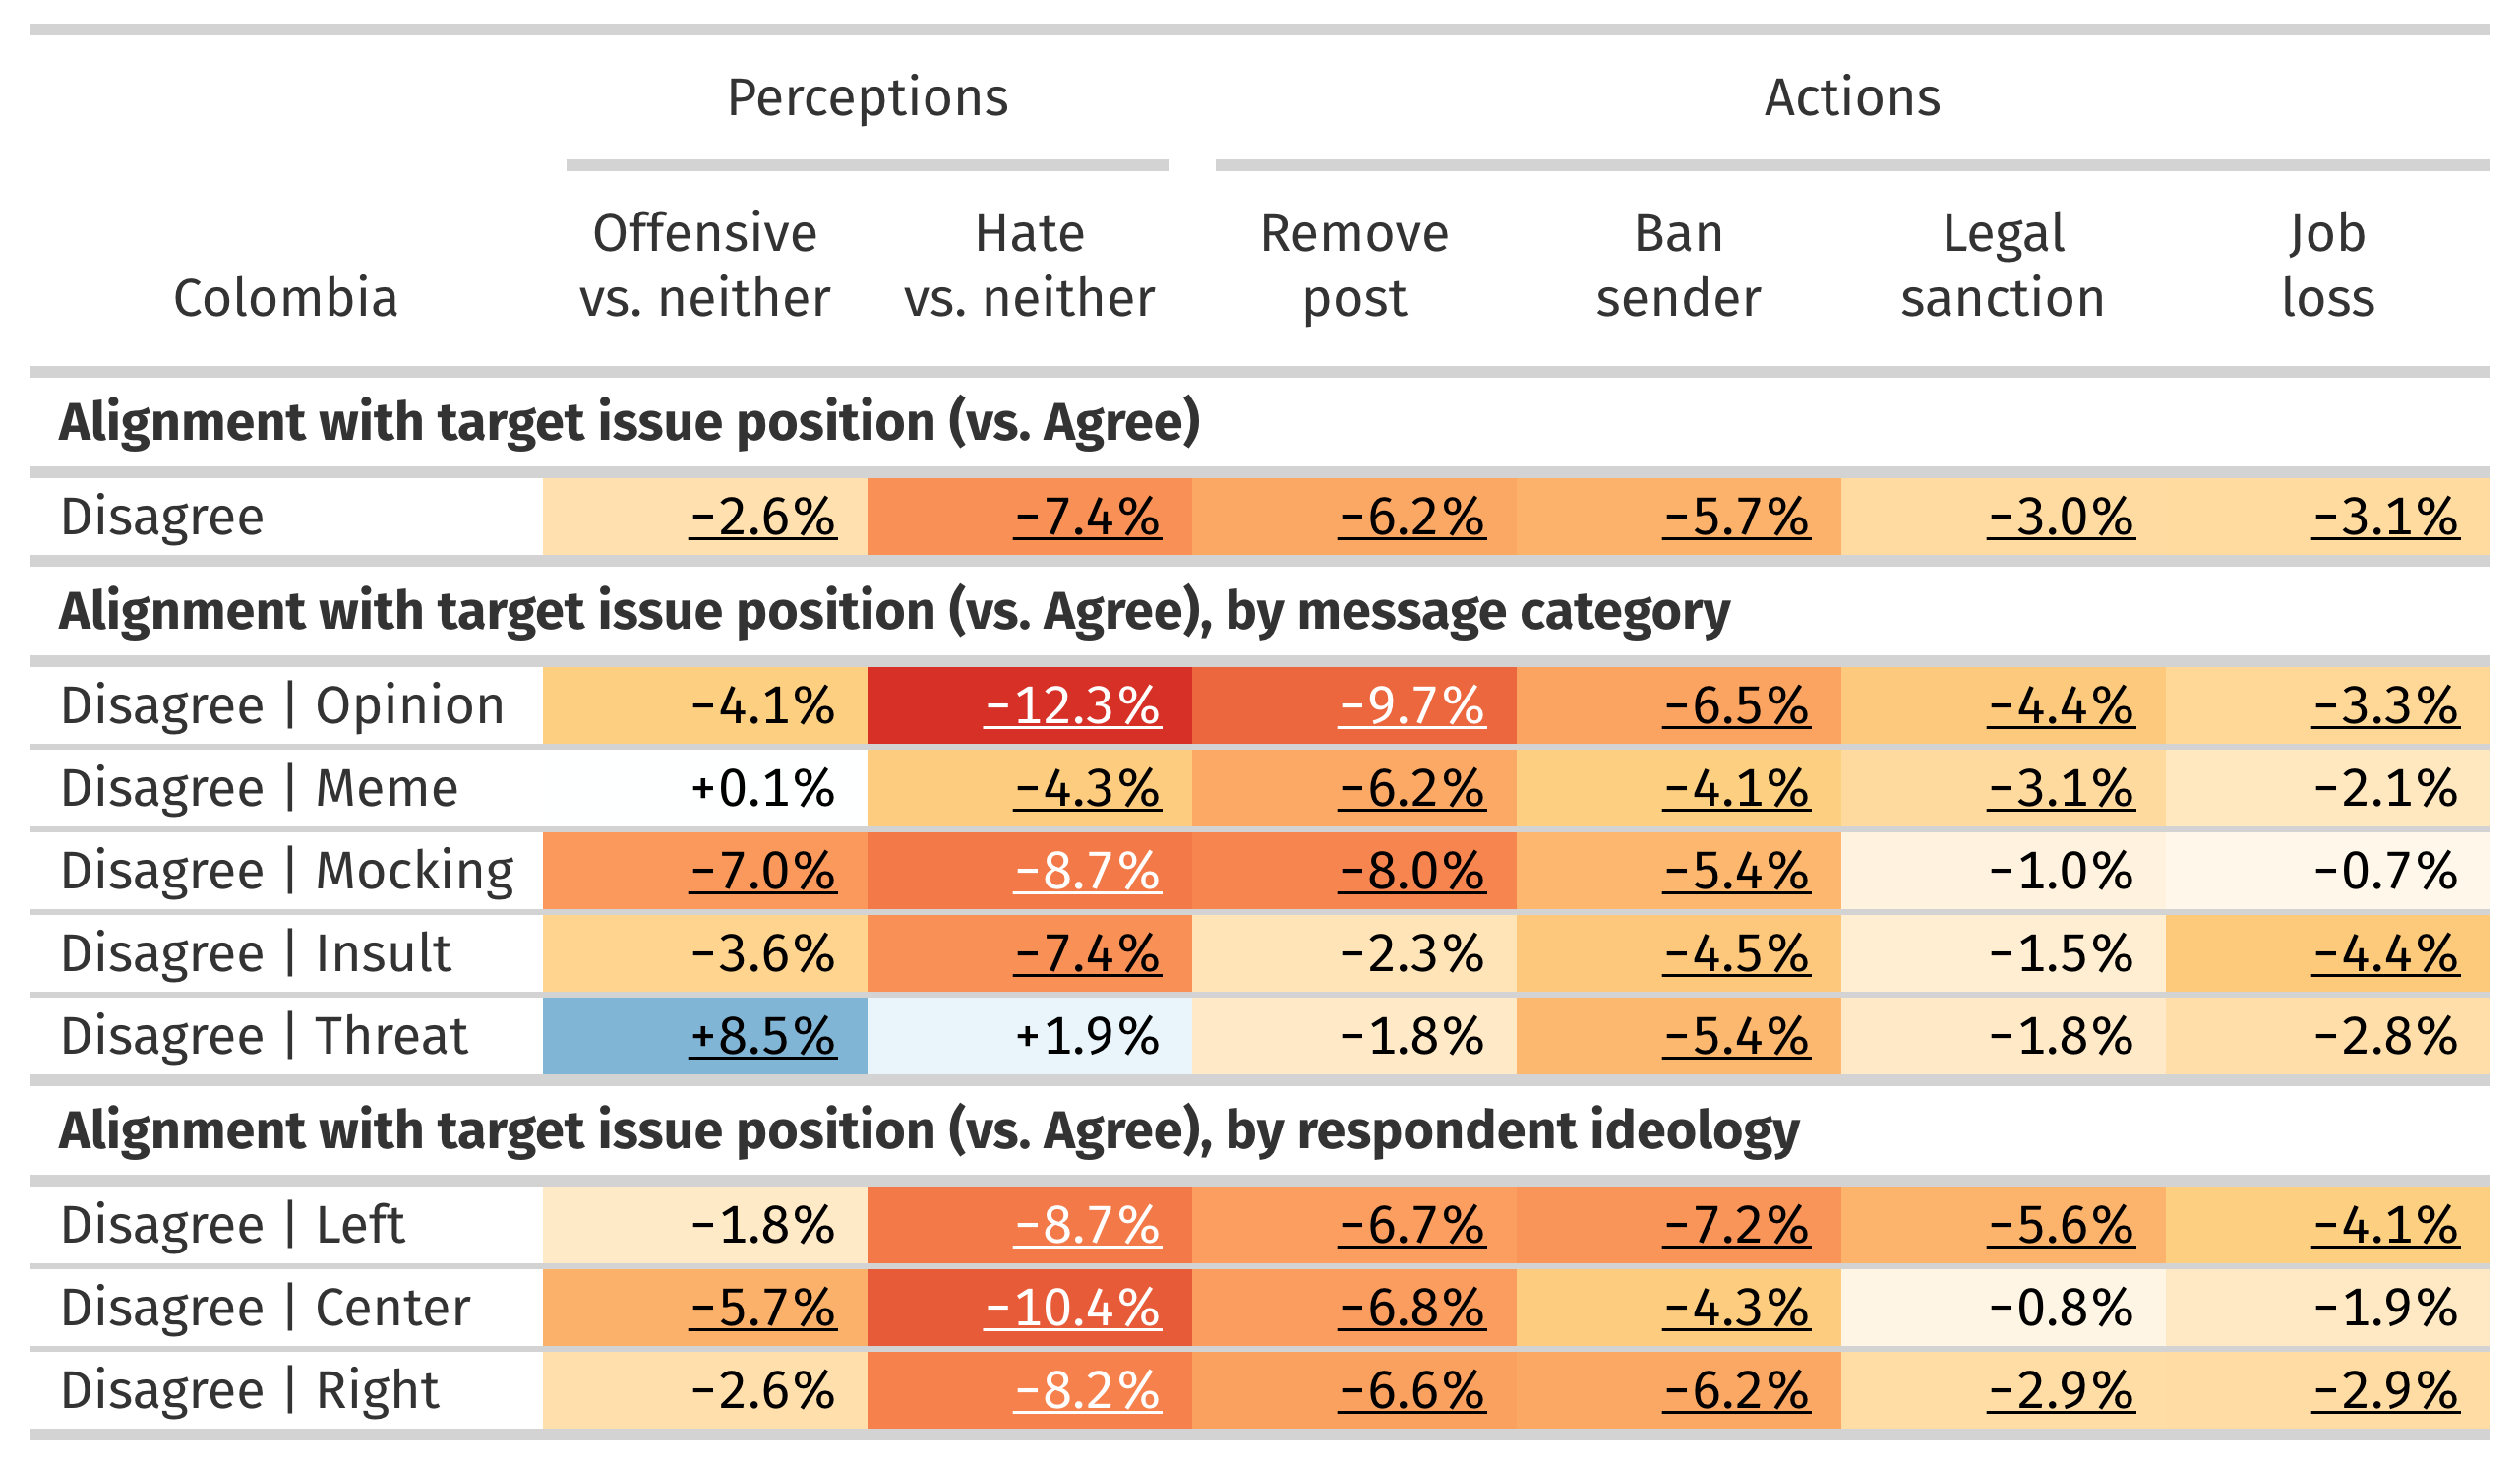 Perceptions Actions
Offensive Hate Remove Ban Legal Job
Colombia vs. neither vs. neither post sender sanction loss
Alignment with target issue position (vs. Agree)
Disagree −2.6% −7.4% −6.2% −5.7% −3.0% −3.1%
Alignment with target issue position (vs. Agree), by message category
Disagree | Opinion −4.1% −12.3% −9.7% −6.5% −4.4% −3.3%
Disagree | Meme +0.1% −4.3% −6.2% −4.1% −3.1% −2.1%
Disagree | Mocking −7.0% −8.7% −8.0% −5.4% −1.0% −0.7%
Disagree | Insult −3.6% −7.4% −2.3% −4.5% −1.5% −4.4%
Disagree | Threat +8.5% +1.9% −1.8% −5.4% −1.8% −2.8%
Alignment with target issue position (vs. Agree), by respondent ideology
Disagree | Left −1.8% −8.7% −6.7% −7.2% −5.6% −4.1%
Disagree | Center −5.7% −10.4% −6.8% −4.3% −0.8% −1.9%
Disagree | Right −2.6% −8.2% −6.6% −6.2% −2.9% −2.9%